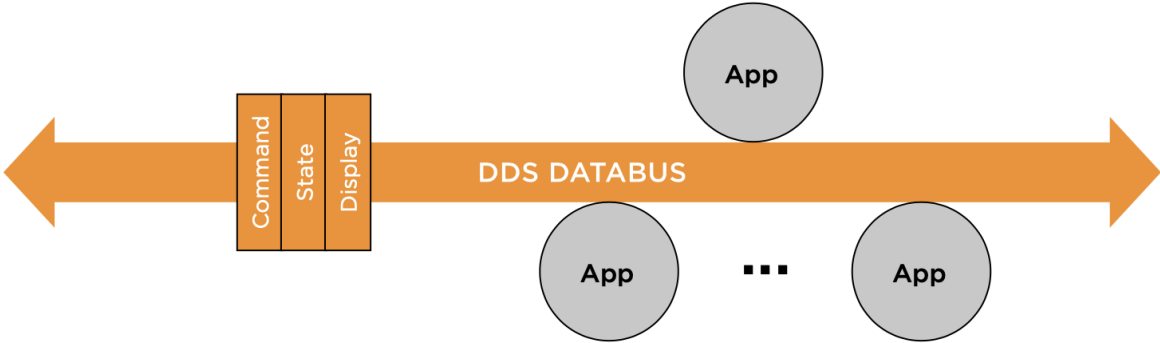 App
Command
State
Display
DDS DATABUS
App
...
App